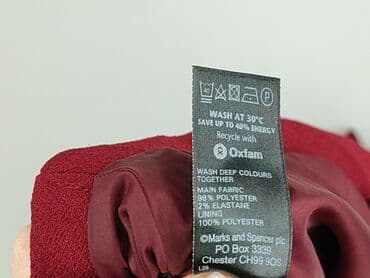 40 P
WASH AT 30°C
SAVE UP TO 40% ENERGY
Recycle with
Oxfam
WASH DEEP COLOURS
TOGETHER
MAIN FABRIC
98% POLYESTER
2% ELASTANE
LINING
100% POLYESTER
©Marks and Spencer plc
PO Box 3339
Chester CH99 9QS